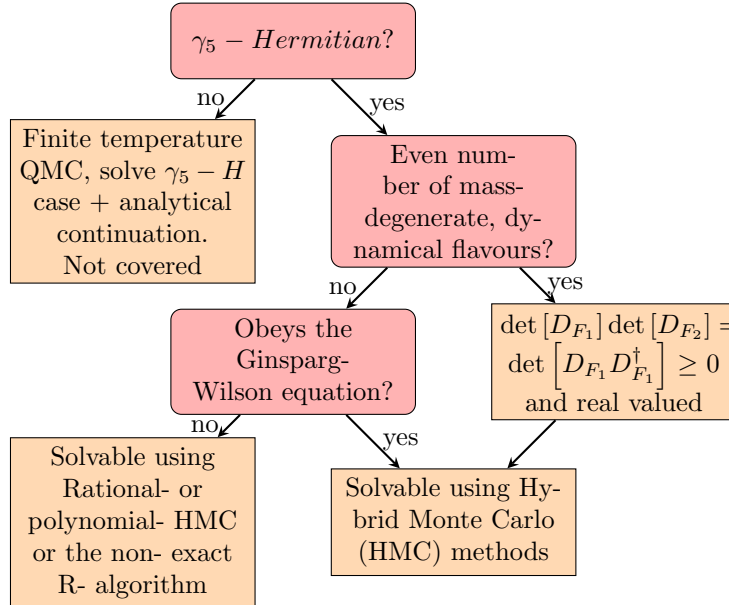 γ₅ − Hermitian?
no
yes
Finite temperature
QMC, solve γ₅ − H
case + analytical
continuation.
Not covered
Even num-
ber of mass-
degenerate, dy-
namical flavours?
no
yes
Obeys the
Ginsparg-
Wilson equation?
det [D_{F₁}] det [D_{F₂}] =
det [D_{F₁} D†_{F₁}] ≥ 0
and real valued
no
yes
Solvable using
Rational- or
polynomial- HMC
or the non- exact
R- algorithm
Solvable using Hy-
brid Monte Carlo
(HMC) methods